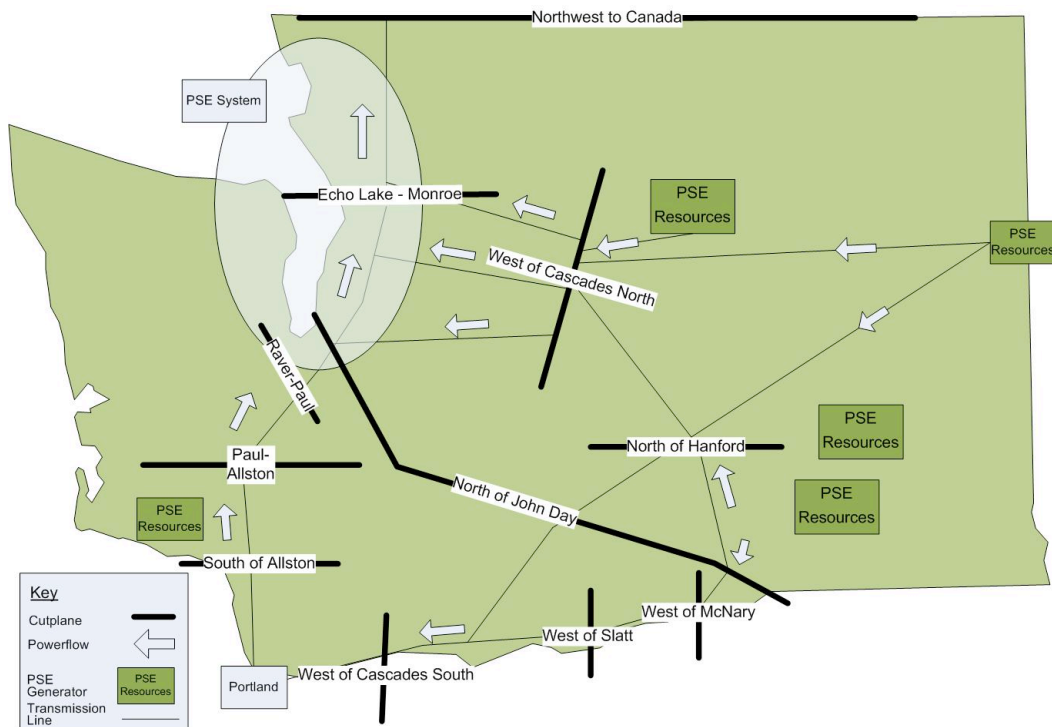 Northwest to Canada
PSE System
Echo Lake - Monroe
PSE
Resources
PSE
Resources
West of Cascades North
Raver-Paul
PSE
Resources
North of Hanford
Paul-
Allston
North of John Day
PSE
Resources
PSE
Resources
South of Allston
West of McNary
West of Slatt
West of Cascades South
Portland
Key
Cutplane
Powerflow
PSE
Generator
PSE
Resources
Transmission
Line